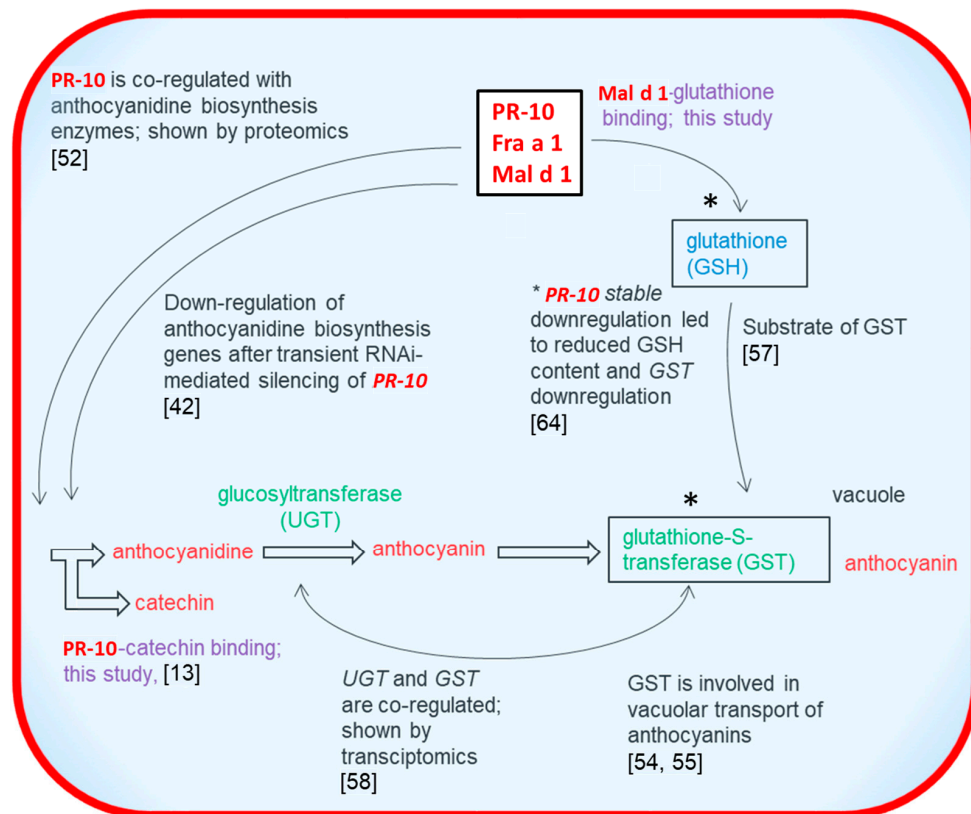 PR-10 is co-regulated with
anthocyanidine biosynthesis
enzymes; shown by proteomics
[52]
PR-10
Fra a 1
Mal d 1
Mal d 1-glutathione
binding; this study
*
glutathione
(GSH)
Down-regulation of
anthocyanidine biosynthesis
genes after transient RNAi-
mediated silencing of PR-10
[42]
* PR-10 stable
downregulation led
to reduced GSH
content and GST
downregulation
[64]
Substrate of GST
[57]
glucosyltransferase
(UGT)
*
vacuole
anthocyanidine
anthocyanin
glutathione-S-
transferase (GST)
anthocyanin
catechin
PR-10-catechin binding;
this study, [13]
UGT and GST
are co-regulated;
shown by
transciptomics
[58]
GST is involved in
vacuolar transport of
anthocyanins
[54, 55]